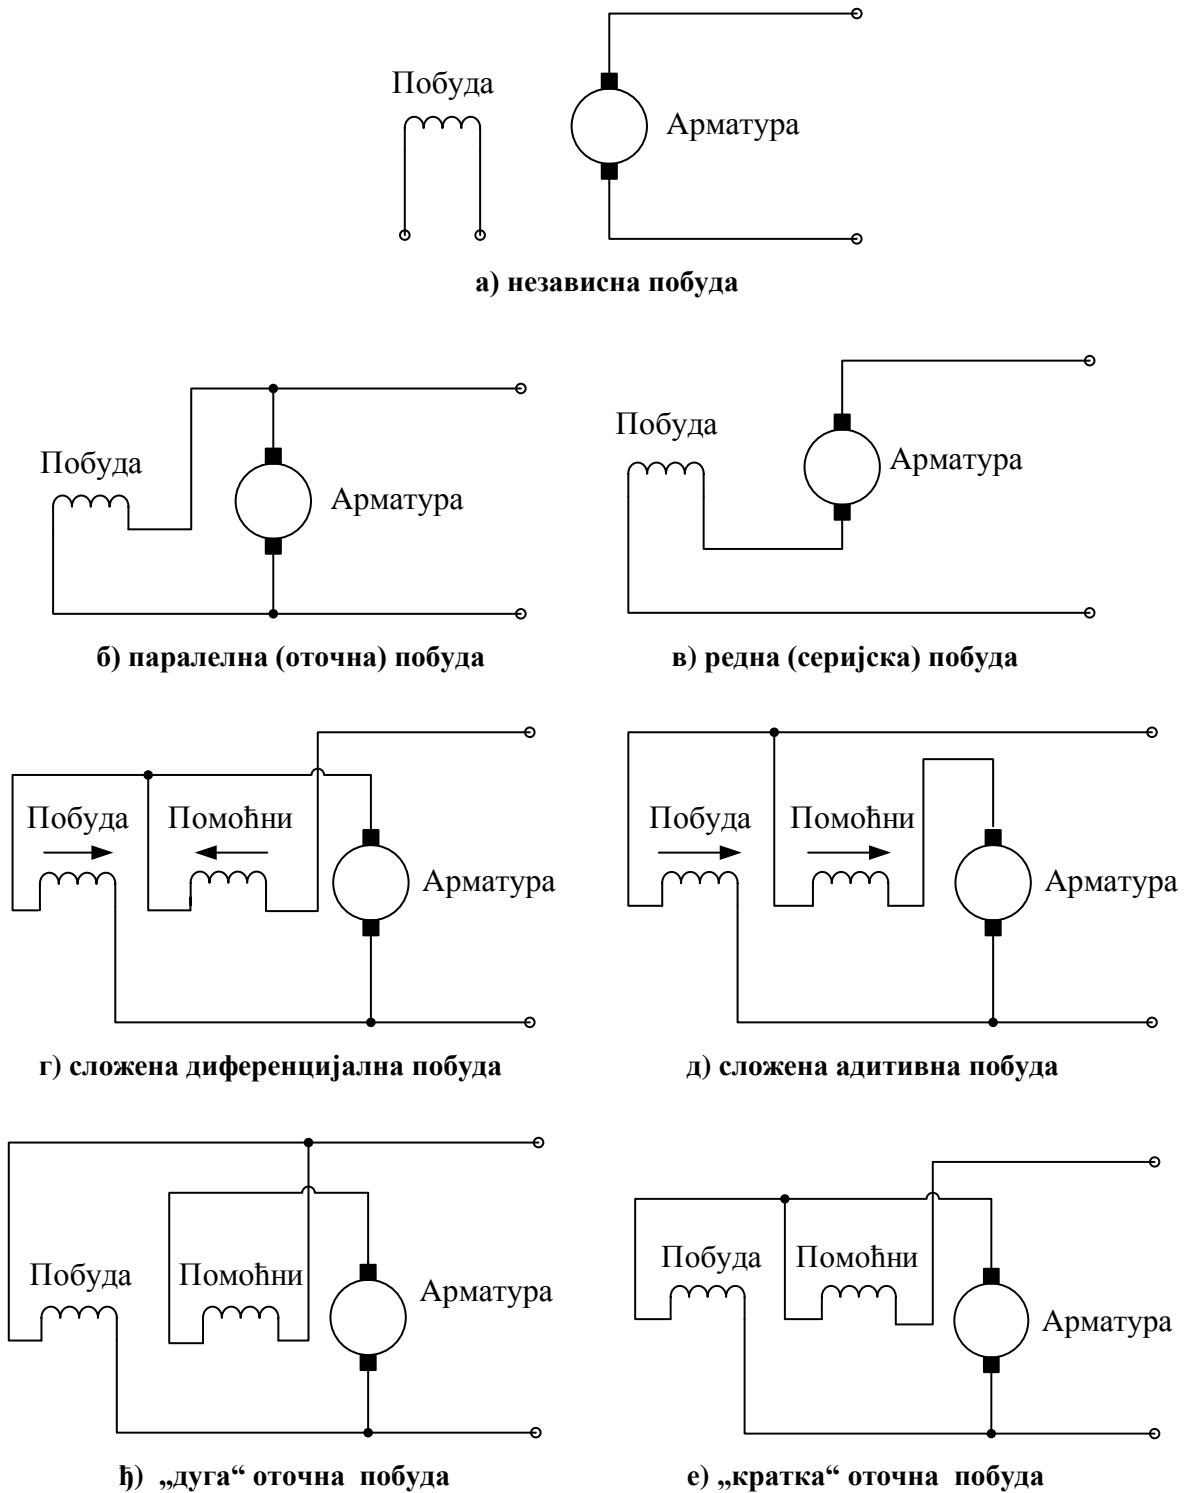 Побуда
Арматура
а) независна побуда
Побуда
Арматура
б) паралелна (оточна) побуда
Побуда
Арматура
в) редна (серијска) побуда
Побуда
Помоћни
Арматура
г) сложена диференцијална побуда
Побуда
Помоћни
Арматура
д) сложена адитивна побуда
Побуда
Помоћни
Арматура
ђ) „дуга“ оточна побуда
Побуда
Помоћни
Арматура
е) „кратка“ оточна побуда